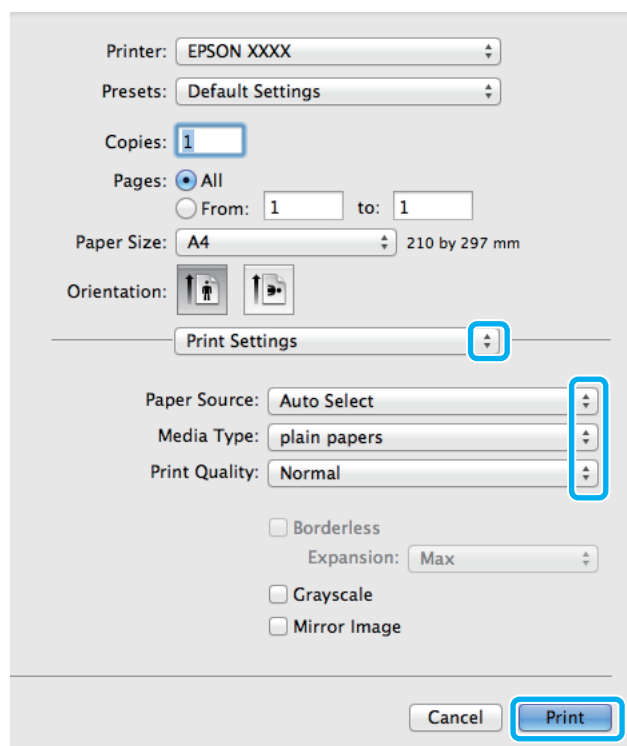 Printer: EPSON XXXX
Presets: Default Settings
Copies: 1
Pages: All
From: 1 to: 1
Paper Size: A4 210 by 297 mm
Orientation:
Print Settings
Paper Source: Auto Select
Media Type: plain papers
Print Quality: Normal
Borderless
Expansion: Max
Grayscale
Mirror Image
Cancel Print